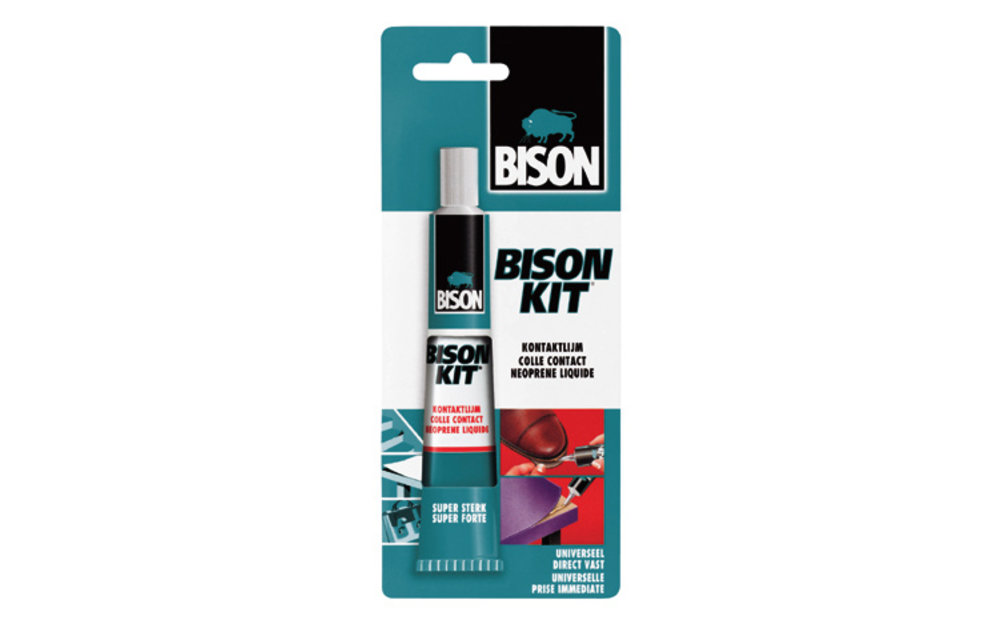 BISON
BISON
KIT®
KONTAKTLIJM
COLLE CONTACT
NEOPRENE LIQUIDE
BISON
BISON
KIT®
KONTAKTLIJM
COLLE CONTACT
NEOPRENE LIQUIDE
SUPER STERK
SUPER FORTE
UNIVERSEEL
DIRECT VAST
UNIVERSELLE
PRISE IMMEDIATE